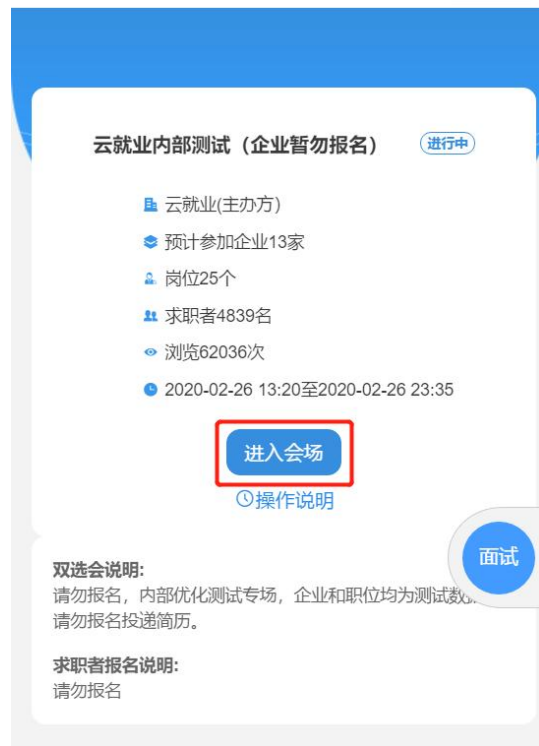 云就业内部测试（企业暂勿报名） 进行中
云就业(主办方)
预计参加企业13家
岗位25个
求职者4839名
浏览62036次
2020-02-26 13:20至2020-02-26 23:35
进入会场
操作说明
面试
双选会说明:
请勿报名，内部优化测试专场，企业和职位均为测试数
请勿报名投递简历。
求职者报名说明:
请勿报名